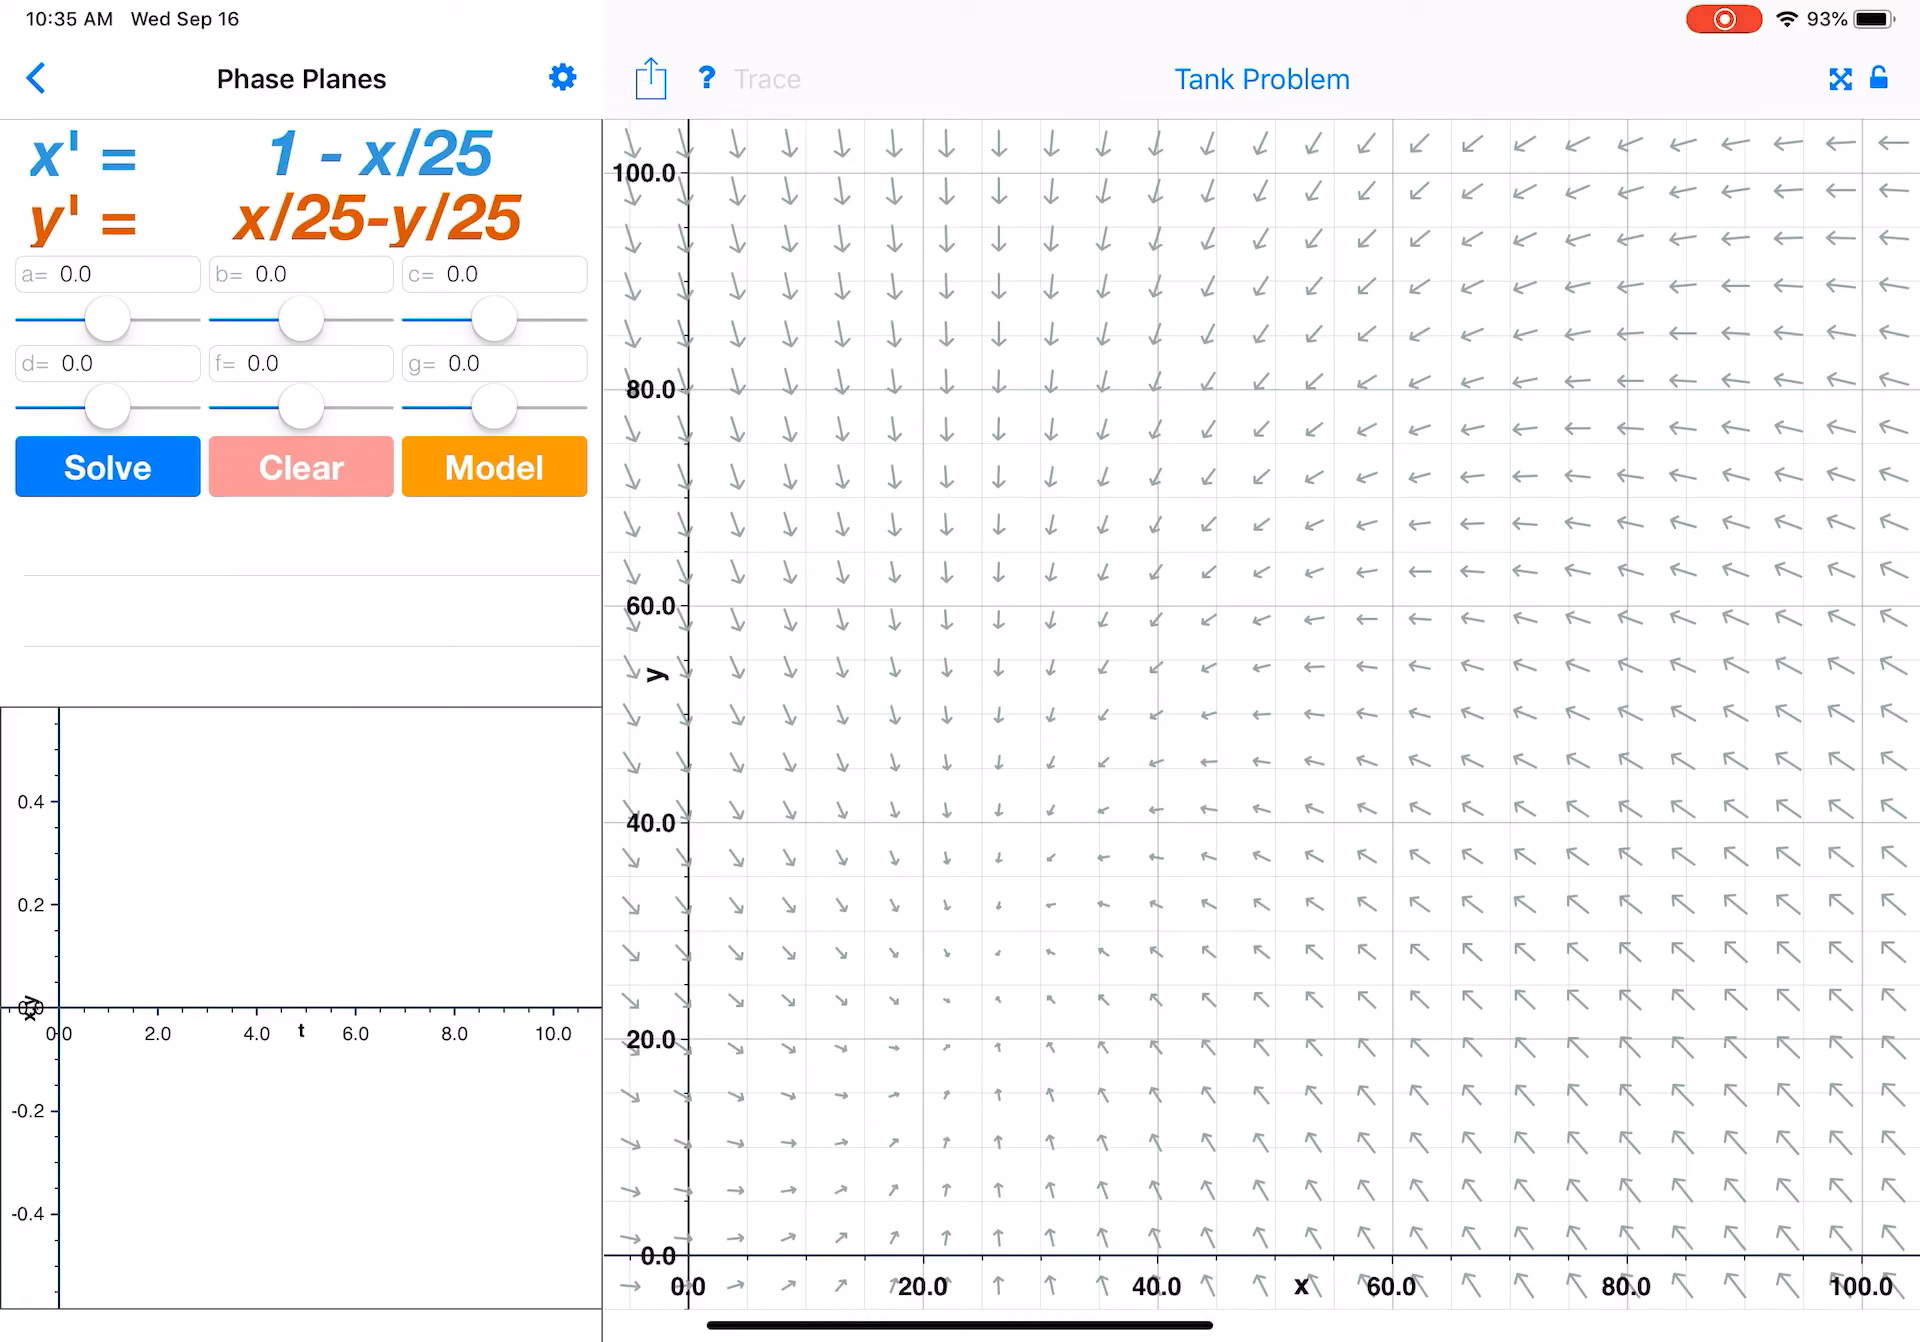 10:35 AM Wed Sep 16
93%
Phase Planes
? Trace
Tank Problem
x' = 1 - x/25
y' = x/25-y/25
a= 0.0 b= 0.0 c= 0.0
d= 0.0 f= 0.0 g= 0.0
Solve Clear Model
0.4
0.2
0.0
-0.2
-0.4
0.0 2.0 4.0 t 6.0 8.0 10.0
100.0
80.0
60.0
y
40.0
20.0
0.0
0.0 20.0 40.0 x 60.0 80.0 100.0